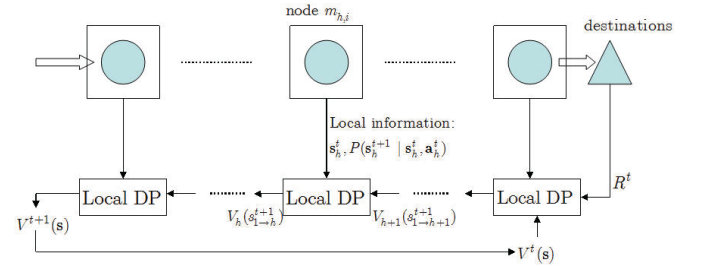 node m_{h,i}
destinations
Local information:
s_h^t, P(s_h^{t+1} | s_h^t, a_h^t)
R^t
Local DP
Local DP
Local DP
V_h(s_{1→h}^{t+1})
V_{h+1}(s_{1→h+1}^{t+1})
V^{t+1}(s)
V^t(s)